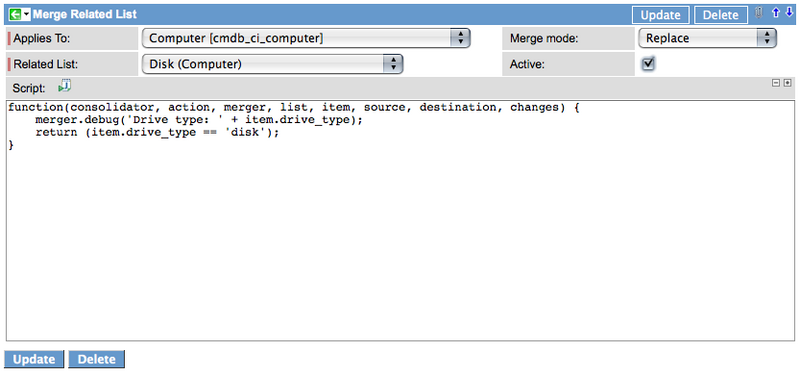 Merge Related List
Update Delete
Applies To: Computer [cmdb_ci_computer] Merge mode: Replace
Related List: Disk (Computer) Active:
Script:
function(consolidator, action, merger, list, item, source, destination, changes) {
    merger.debug('Drive type: ' + item.drive_type);
    return (item.drive_type == 'disk');
}
Update Delete